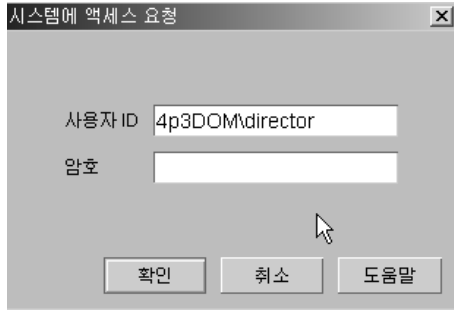 시스템에 액세스 요청
사용자 ID 4p3DOM\director
암호
확인 취소 도움말